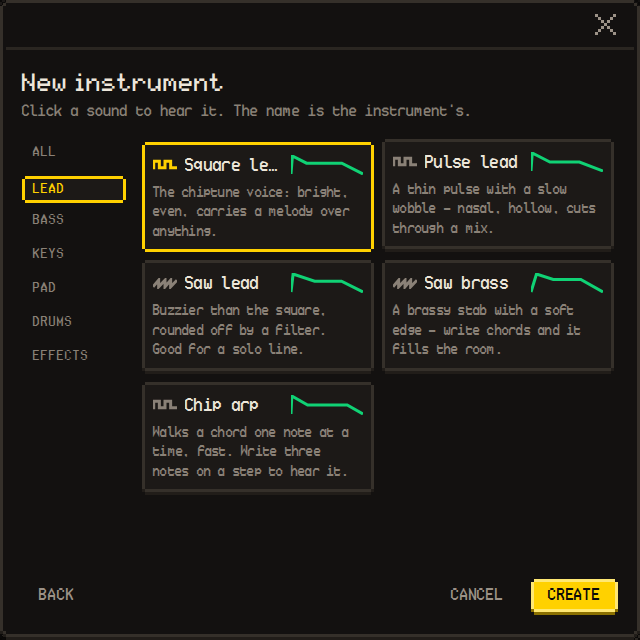 New instrument
Click a sound to hear it. The name is the instrument's.
ALL
LEAD
BASS
KEYS
PAD
DRUMS
EFFECTS
Square le…
The chiptune voice: bright,
even, carries a melody over
anything.
Pulse lead
A thin pulse with a slow
wobble – nasal, hollow, cuts
through a mix.
Saw lead
Buzzier than the square,
rounded off by a filter.
Good for a solo line.
Saw brass
A brassy stab with a soft
edge – write chords and it
fills the room.
Chip arp
Walks a chord one note at a
time, fast. Write three
notes on a step to hear it.
BACK
CANCEL
CREATE